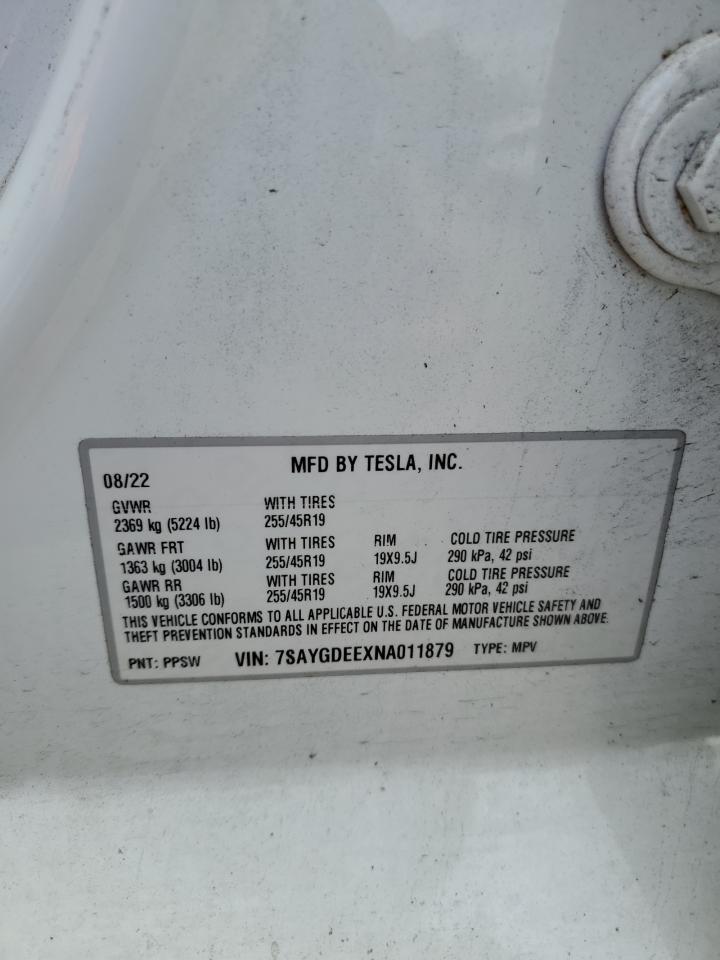 MFD BY TESLA, INC.
08/22
GVWR WITH TIRES
2369 kg (5224 lb) 255/45R19
GAWR FRT WITH TIRES RIM COLD TIRE PRESSURE
1363 kg (3004 lb) 255/45R19 19X9.5J 290 kPa, 42 psi
GAWR RR WITH TIRES RIM COLD TIRE PRESSURE
1500 kg (3306 lb) 255/45R19 19X9.5J 290 kPa, 42 psi
THIS VEHICLE CONFORMS TO ALL APPLICABLE U.S. FEDERAL MOTOR VEHICLE SAFETY AND
THEFT PREVENTION STANDARDS IN EFFECT ON THE DATE OF MANUFACTURE SHOWN ABOVE.
PNT: PPSW VIN: 7SAYGDEEXNA011879 TYPE: MPV